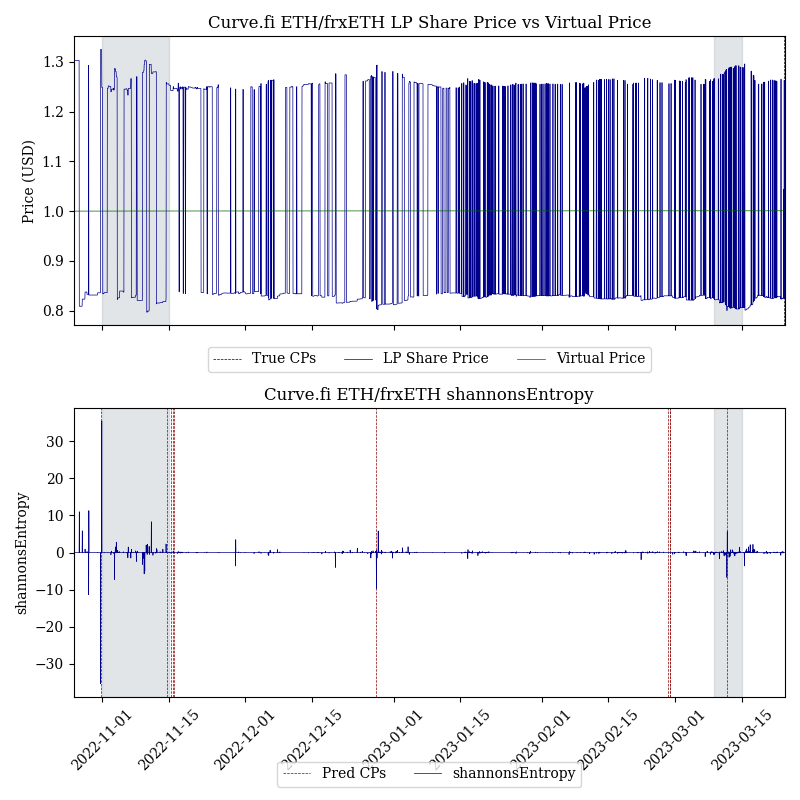 Curve.fi ETH/frxETH LP Share Price vs Virtual Price
1.3
1.2
1.1
1.0
0.9
0.8
Price (USD)
True CPs
LP Share Price
Virtual Price
Curve.fi ETH/frxETH shannonsEntropy
30
20
10
0
−10
−20
−30
shannonsEntropy
2022-11-01
2022-11-15
2022-12-01
2022-12-15
2023-01-01
2023-01-15
2023-02-01
2023-02-15
2023-03-01
2023-03-15
Pred CPs
shannonsEntropy